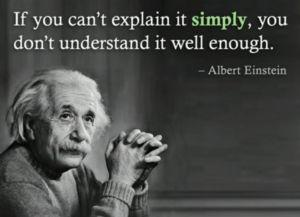 If you can't explain it simply, you
don't understand it well enough.
– Albert Einstein